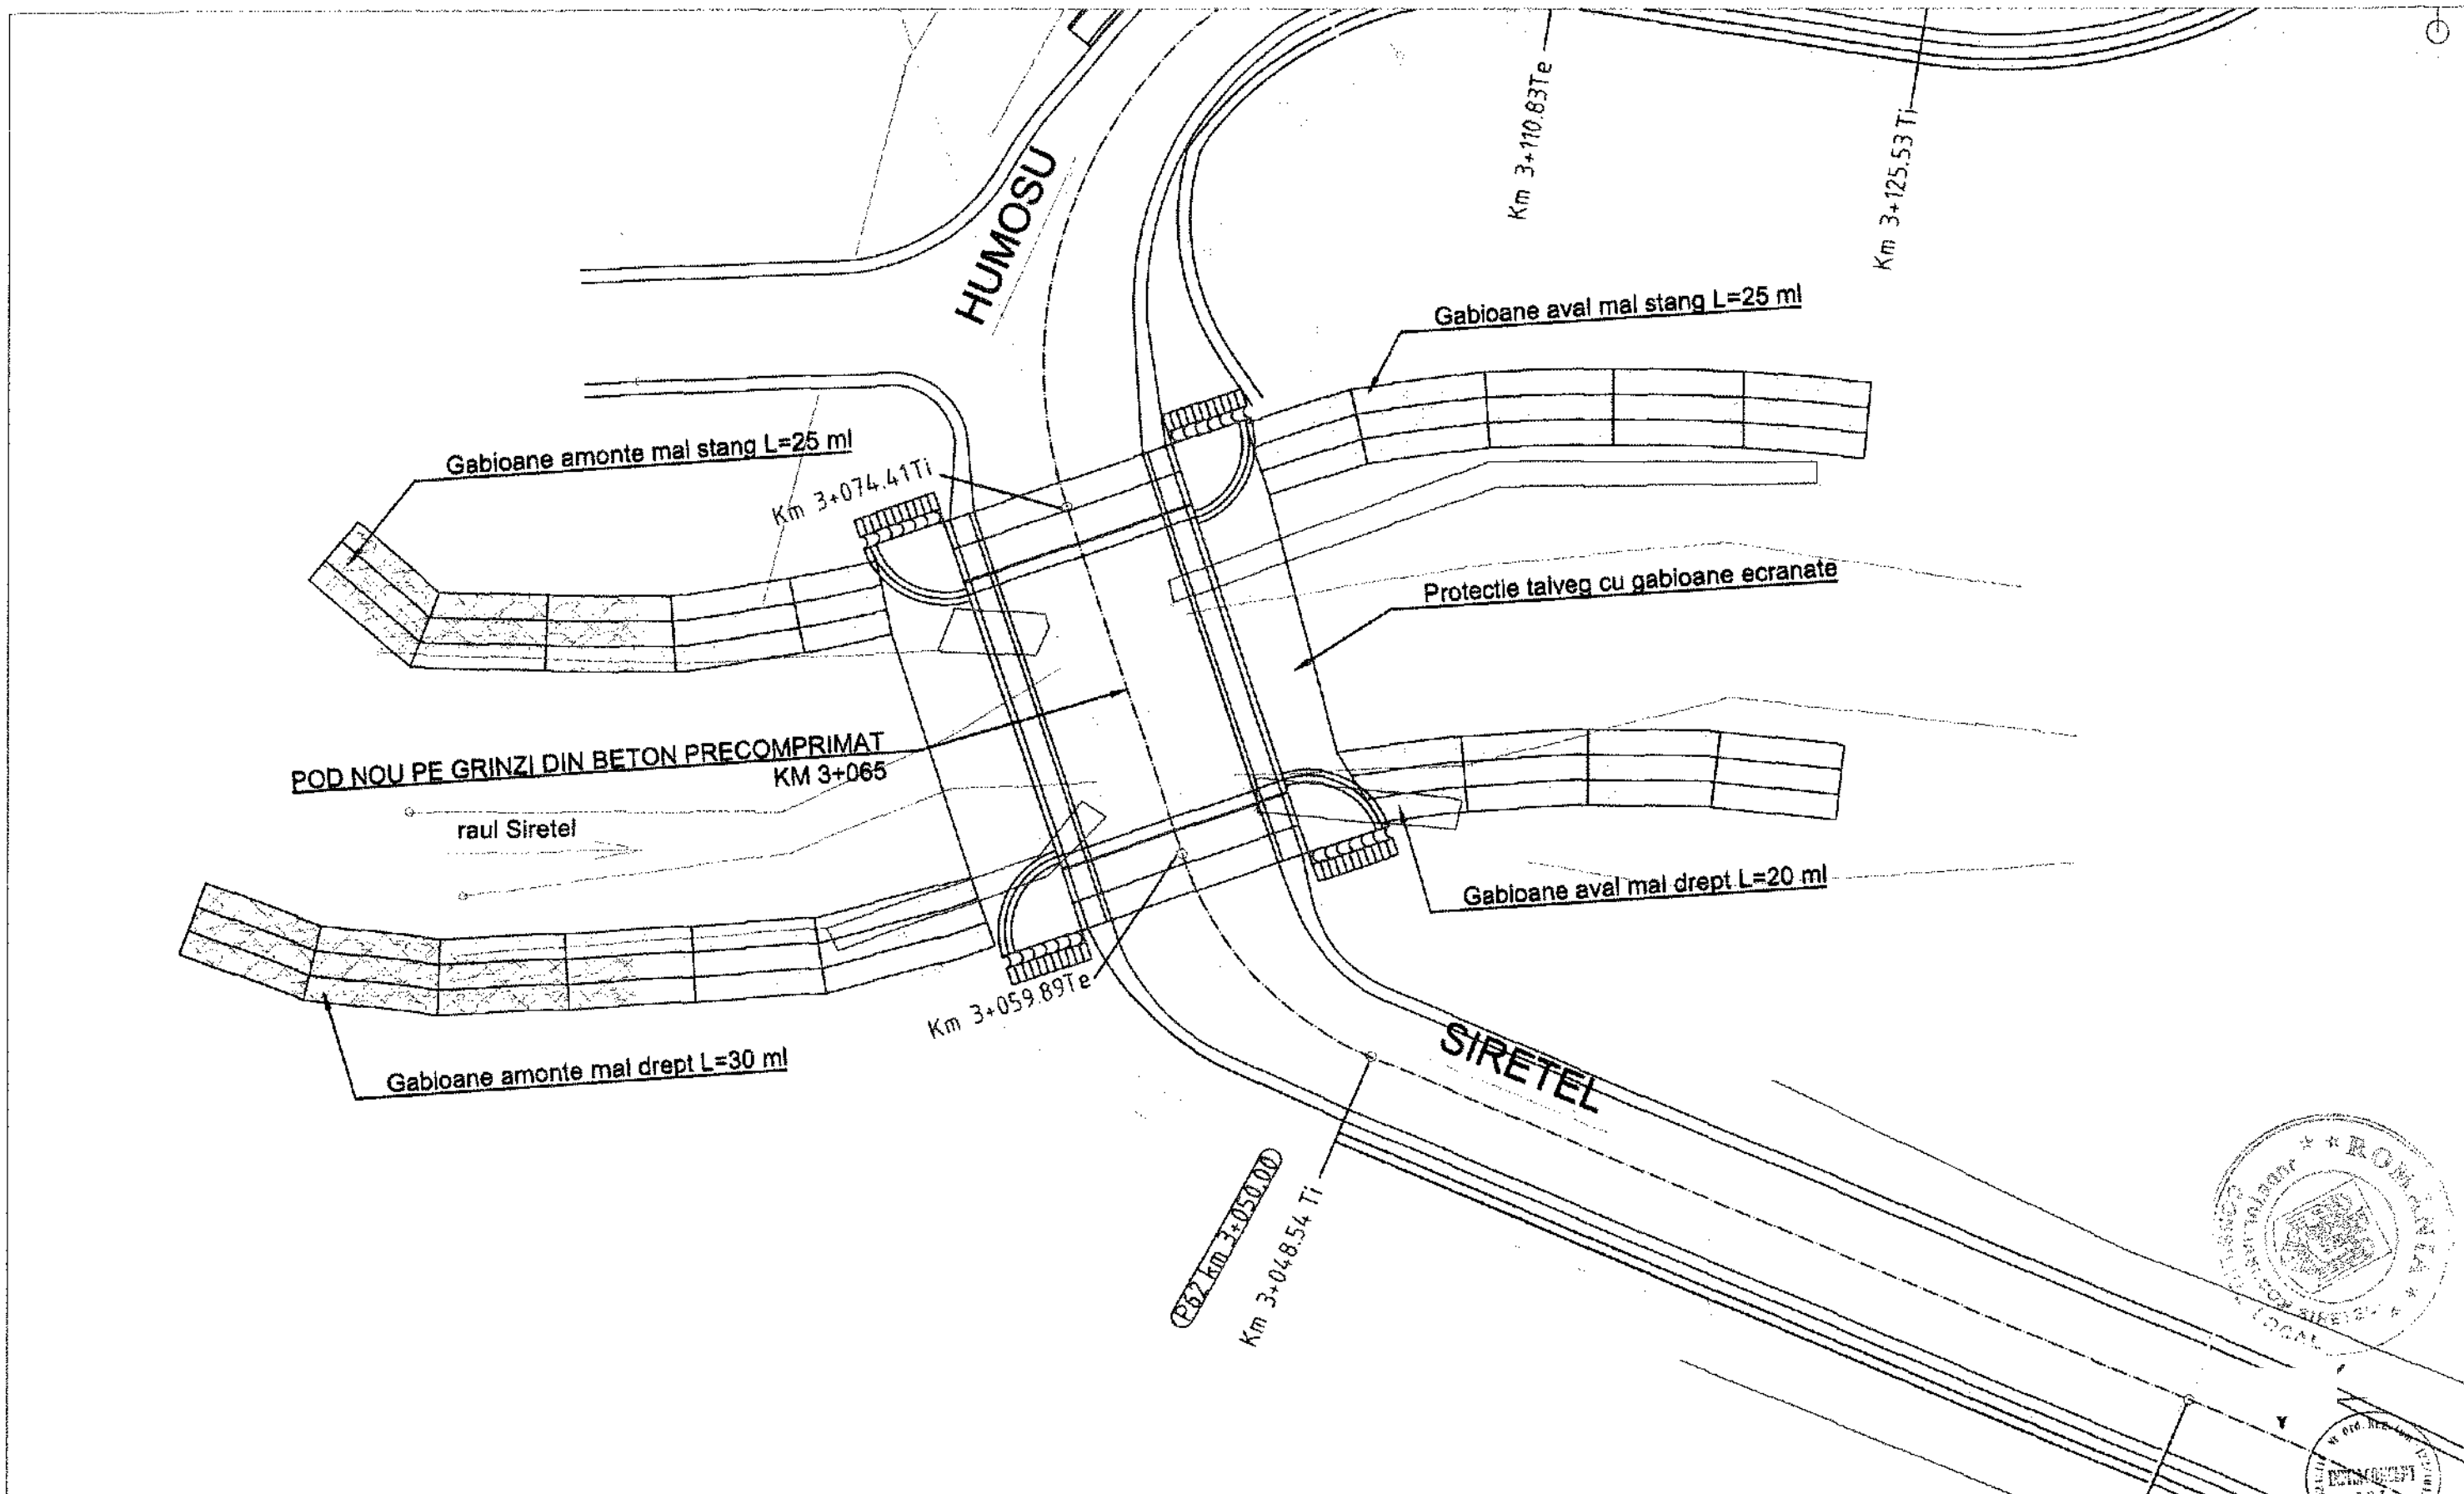 Km 3+110.83Te
Km 3+125.53 Ti
HUMOSU
Gabioane aval mal stang L=25 ml
Gabioane amonte mal stang L=25 ml
Km 3+074.41Ti
Protectie talveg cu gabioane ecranate
POD NOU PE GRINZI DIN BETON PRECOMPRIMAT
KM 3+065
raul Siretel
Gabioane aval mal drept L=20 ml
Km 3+059.89Te
Gabioane amonte mal drept L=30 ml
SIRETEL
P62 km 3+050.00
Km 3+048.54 Ti
ROMÂNIA
LOCAL